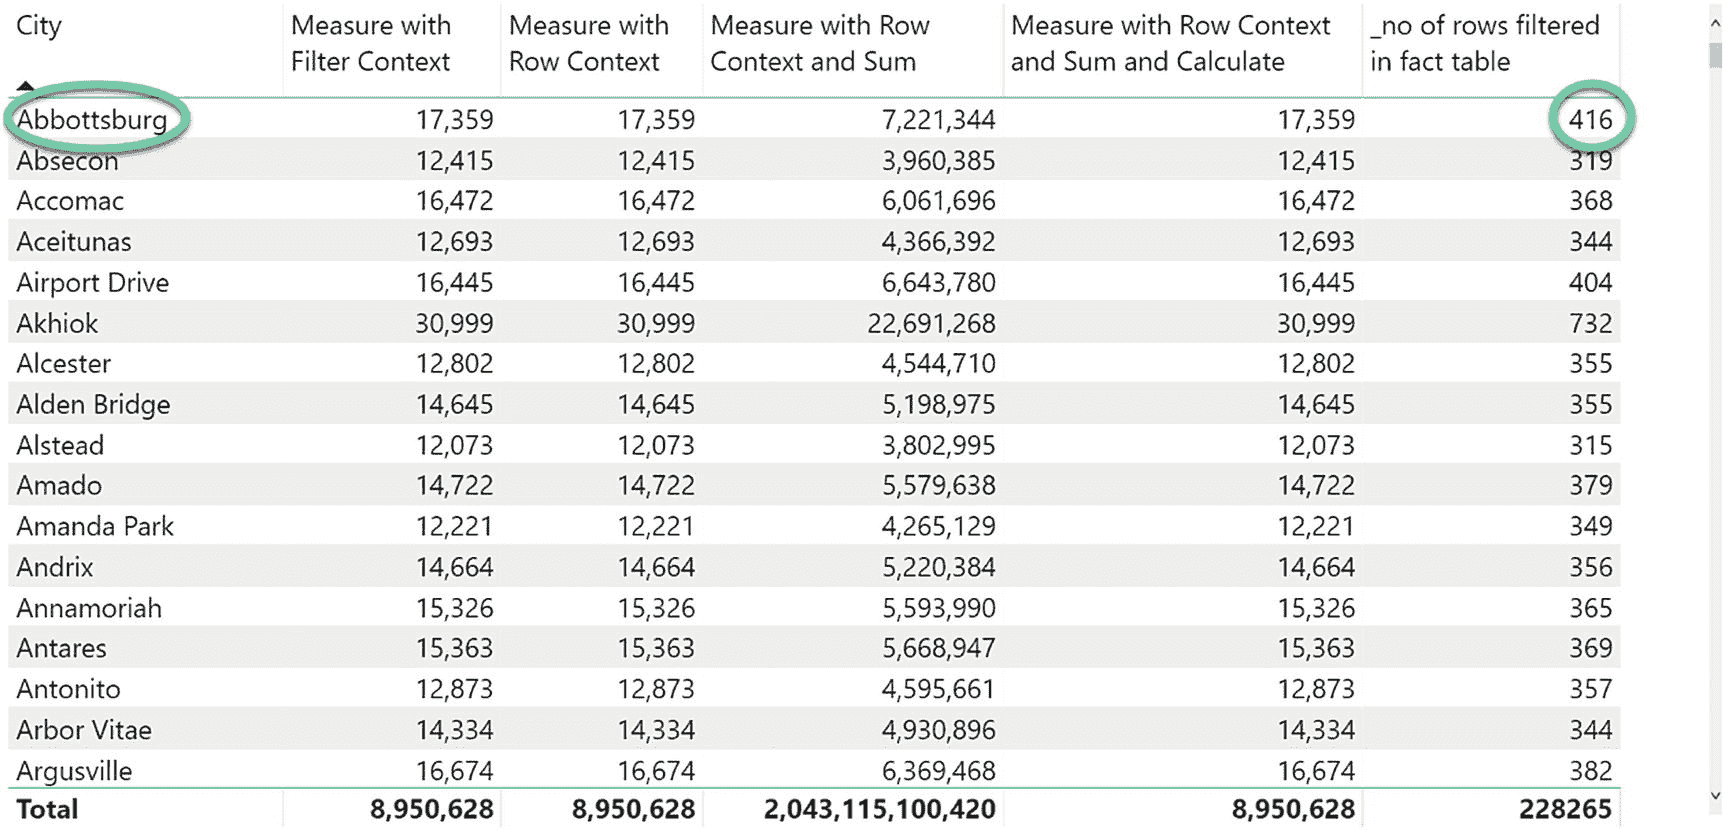 City Measure with Measure with Measure with Row Measure with Row Context _no of rows filtered
Filter Context Row Context Context and Sum and Sum and Calculate in fact table
Abbottsburg 17,359 17,359 7,221,344 17,359 416
Absecon 12,415 12,415 3,960,385 12,415 319
Accomac 16,472 16,472 6,061,696 16,472 368
Aceitunas 12,693 12,693 4,366,392 12,693 344
Airport Drive 16,445 16,445 6,643,780 16,445 404
Akhiok 30,999 30,999 22,691,268 30,999 732
Alcester 12,802 12,802 4,544,710 12,802 355
Alden Bridge 14,645 14,645 5,198,975 14,645 355
Alstead 12,073 12,073 3,802,995 12,073 315
Amado 14,722 14,722 5,579,638 14,722 379
Amanda Park 12,221 12,221 4,265,129 12,221 349
Andrix 14,664 14,664 5,220,384 14,664 356
Annamoriah 15,326 15,326 5,593,990 15,326 365
Antares 15,363 15,363 5,668,947 15,363 369
Antonito 12,873 12,873 4,595,661 12,873 357
Arbor Vitae 14,334 14,334 4,930,896 14,334 344
Argusville 16,674 16,674 6,369,468 16,674 382
Total 8,950,628 8,950,628 2,043,115,100,420 8,950,628 228265